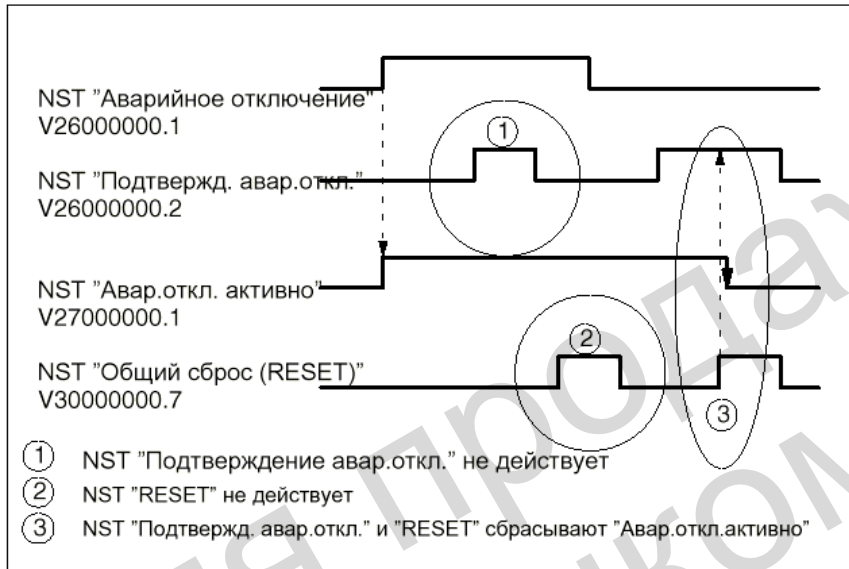 NST "Аварийное отключение"
V26000000.1
1
NST "Подтвержд. авар.откл."
V26000000.2
NST "Авар.откл. активно"
V27000000.1
2
NST "Общий сброс (RESET)"
V30000000.7
3
1 NST "Подтверждение авар.откл." не действует
2 NST "RESET" не действует
3 NST "Подтвержд. авар.откл." и "RESET" сбрасывают "Авар.откл.активно"